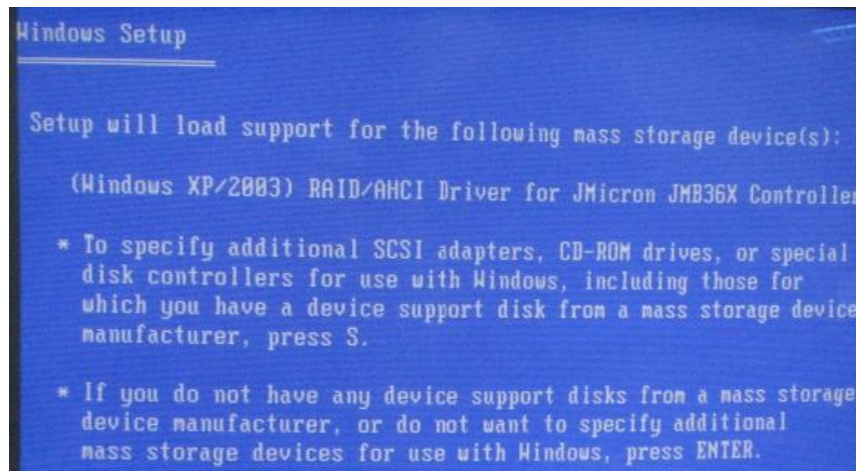 Windows Setup
Setup will load support for the following mass storage device(s):
(Windows XP/2003) RAID/AHCI Driver for JMicron JMB36X Controller
* To specify additional SCSI adapters, CD-ROM drives, or special
disk controllers for use with Windows, including those for
which you have a device support disk from a mass storage device
manufacturer, press S.
* If you do not have any device support disks from a mass storage
device manufacturer, or do not want to specify additional
mass storage devices for use with Windows, press ENTER.